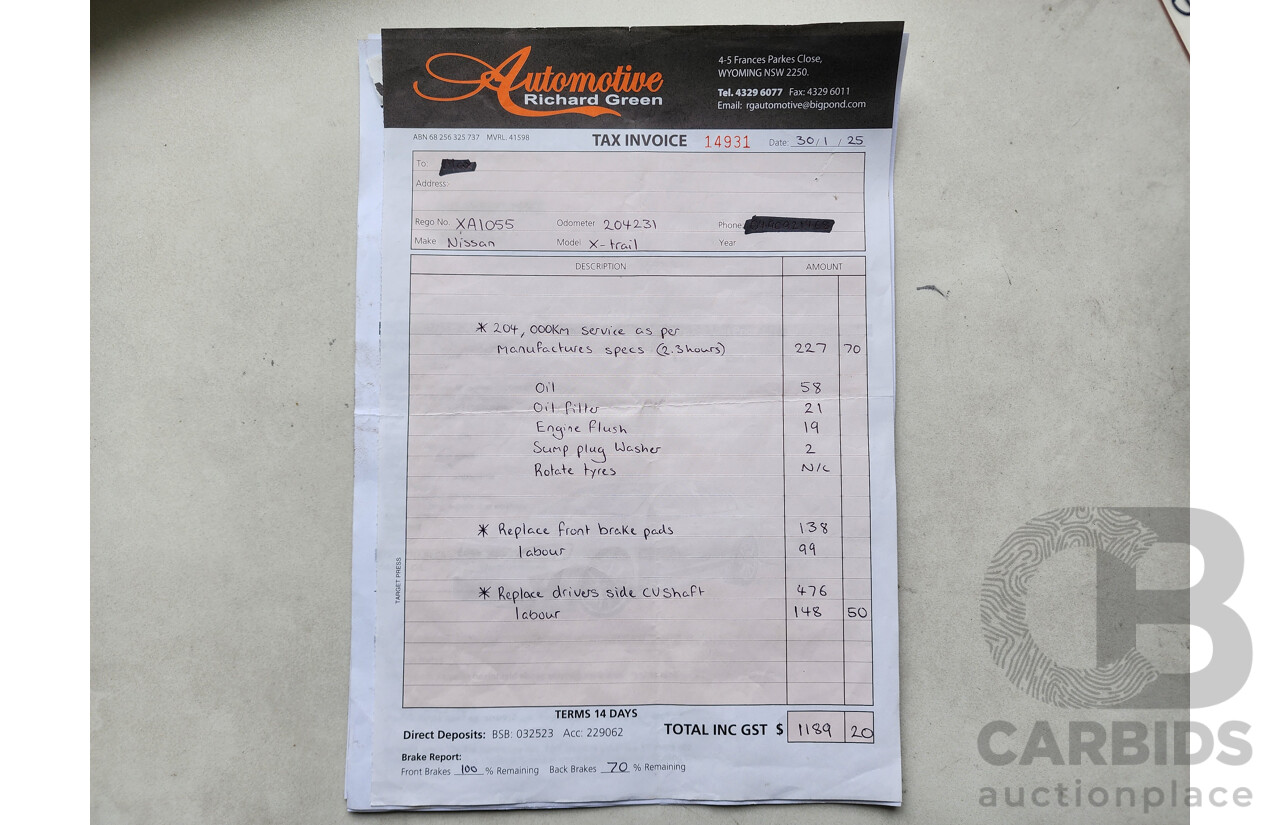 Automotive
Richard Green
4-5 Frances Parkes Close,
WYOMING NSW 2250.
Tel. 4329 6077 Fax: 4329 6011
Email: rgautomotive@bigpond.com
ABN 68 256 325 737 MVRL. 41598
TAX INVOICE 14931 Date: 30/1/25
To:
Address:
Rego No XA1055 Odometer 204231 Phone
Make Nissan Model X-trail Year
DESCRIPTION AMOUNT
* 204,000Km service as per
manufactures specs (2.3hours) 227 70
Oil 58
Oil filter 21
Engine flush 19
Sump plug Washer 2
Rotate tyres N/C
* Replace front brake pads 138
labour 99
* Replace drivers side CV shaft 476
labour 148 50
TARGET PRESS
TERMS 14 DAYS
Direct Deposits: BSB: 032523 Acc: 229062
TOTAL INC GST $ 1189 20
Brake Report:
Front Brakes 100 % Remaining Back Brakes 70 % Remaining
CB
CARBIDS
auctionplace